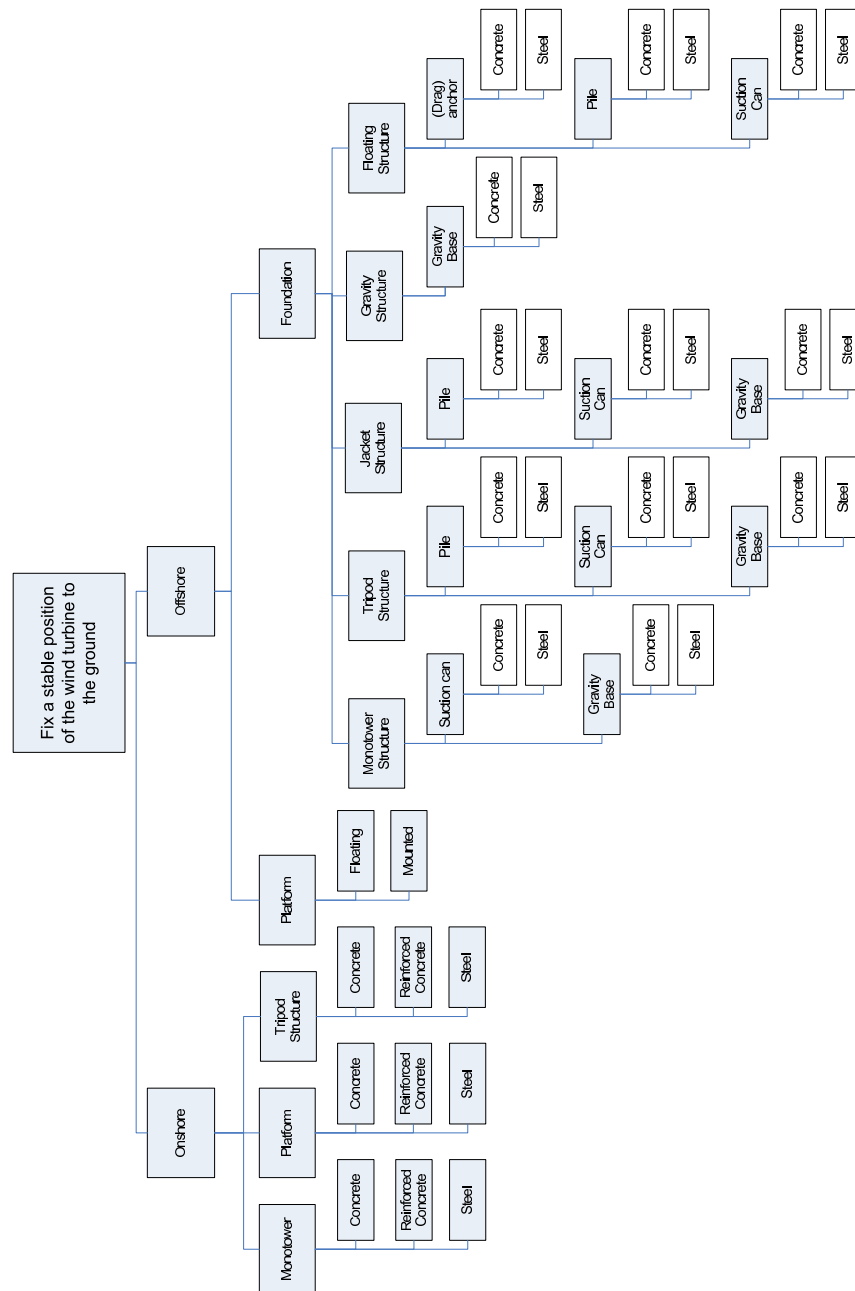 Fix a stable position
of the wind turbine to
the ground
Onshore
Offshore
Monotower
Platform
Tripod
Structure
Platform
Foundation
Concrete
Reinforced
Concrete
Steel
Concrete
Reinforced
Concrete
Steel
Concrete
Reinforced
Concrete
Steel
Floating
Mounted
Monotower
Structure
Suction can
Concrete
Steel
Gravity
Base
Concrete
Steel
Tripod
Structure
Pile
Concrete
Steel
Suction
Can
Concrete
Steel
Gravity
Base
Concrete
Steel
Jacket
Structure
Pile
Concrete
Steel
Suction
Can
Concrete
Steel
Gravity
Base
Concrete
Steel
Gravity
Structure
Gravity
Base
Concrete
Steel
Floating
Structure
(Drag)
anchor
Concrete
Steel
Pile
Concrete
Steel
Suction
Can
Concrete
Steel